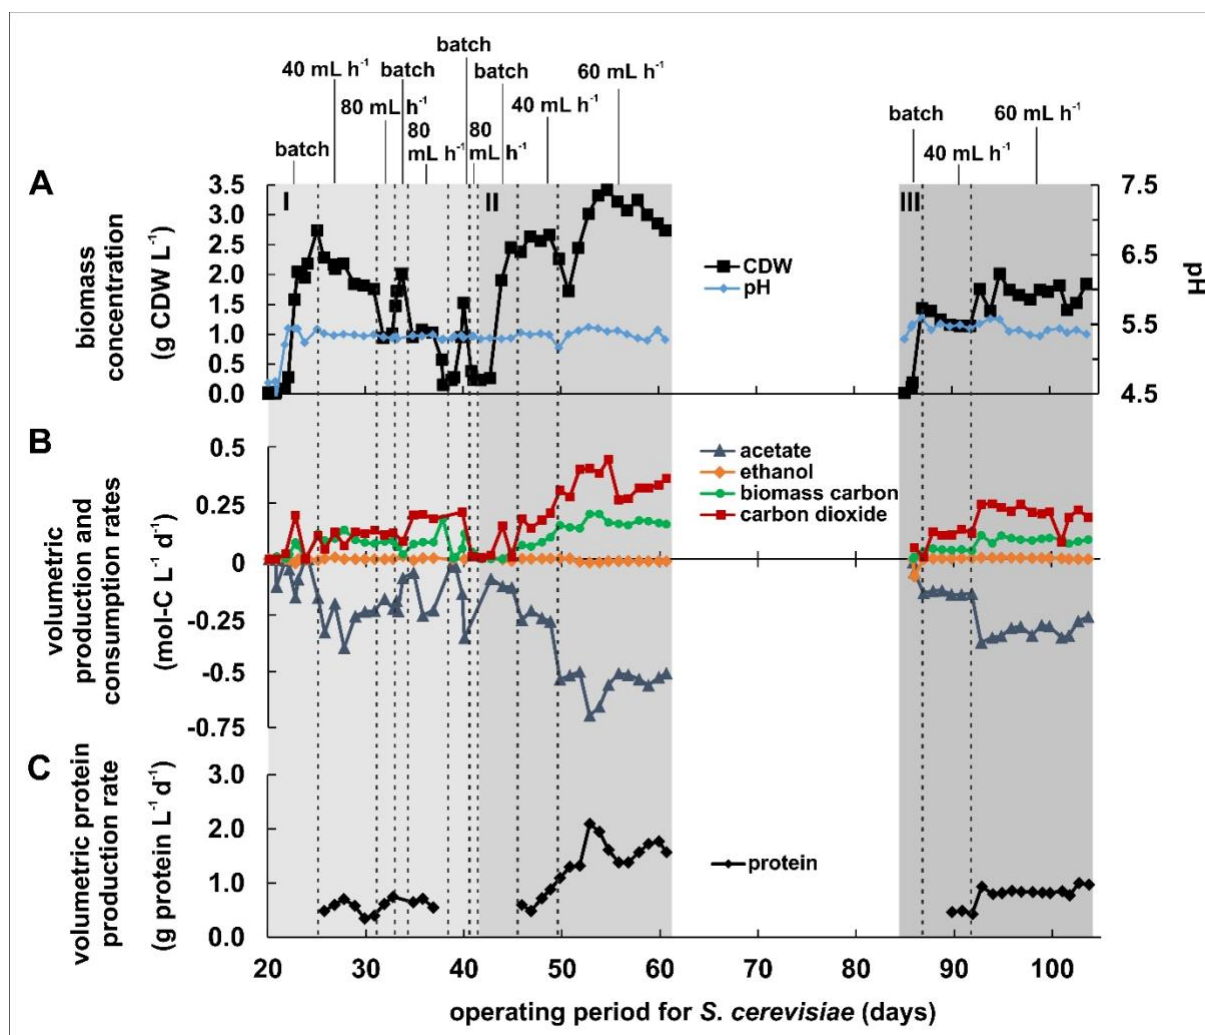 batch
batch
batch
60 mL h⁻¹
40 mL h⁻¹
40 mL h⁻¹
60 mL h⁻¹
80 mL h⁻¹
batch
80
mL h⁻¹
80
mL h⁻¹
batch
40 mL h⁻¹
batch
A
biomass
concentration
(g CDW L⁻¹)
3.5
3.0
2.5
2.0
1.5
1.0
0.5
0.0
I
II
III
CDW
pH
7.5
6.5
5.5
4.5
pH
B
volumetric
production and
consumption rates
(mol-C L⁻¹ d⁻¹)
0.5
0.25
0
-0.25
-0.5
-0.75
acetate
ethanol
biomass carbon
carbon dioxide
C
volumetric protein
production rate
(g protein L⁻¹ d⁻¹)
3.0
2.0
1.0
0.0
protein
20 30 40 50 60 70 80 90 100
operating period for S. cerevisiae (days)